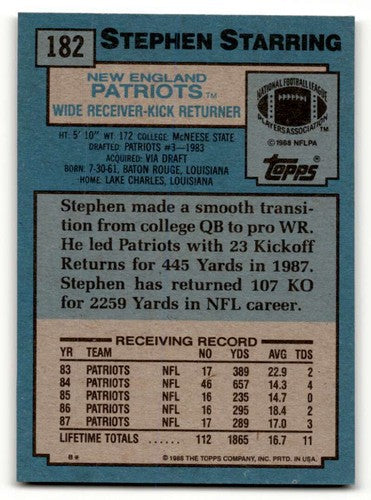 182 STEPHEN STARRING
NEW ENGLAND
PATRIOTS™
WIDE RECEIVER-KICK RETURNER
NATIONAL FOOTBALL LEAGUE
PLAYERS ASSOCIATION™
©1988 NFLPA
Topps®
HT: 5' 10" WT: 172 COLLEGE: McNEESE STATE
DRAFTED: PATRIOTS #3—1983
ACQUIRED: VIA DRAFT
BORN: 7-30-61, BATON ROUGE, LOUISIANA
HOME: LAKE CHARLES, LOUISIANA
Stephen made a smooth transi-
tion from college QB to pro WR.
He led Patriots with 23 Kickoff
Returns for 445 Yards in 1987.
Stephen has returned 107 KO
for 2259 Yards in NFL career.
RECEIVING RECORD
YR TEAM NO YDS AVG TDS
83 PATRIOTS NFL 17 389 22.9 2
84 PATRIOTS NFL 46 657 14.3 4
85 PATRIOTS NFL 16 235 14.7 0
86 PATRIOTS NFL 16 295 18.4 2
87 PATRIOTS NFL 17 289 17.0 3
LIFETIME TOTALS 112 1865 16.7 11
B* ©1988 THE TOPPS COMPANY, INC. PRTD. IN USA.